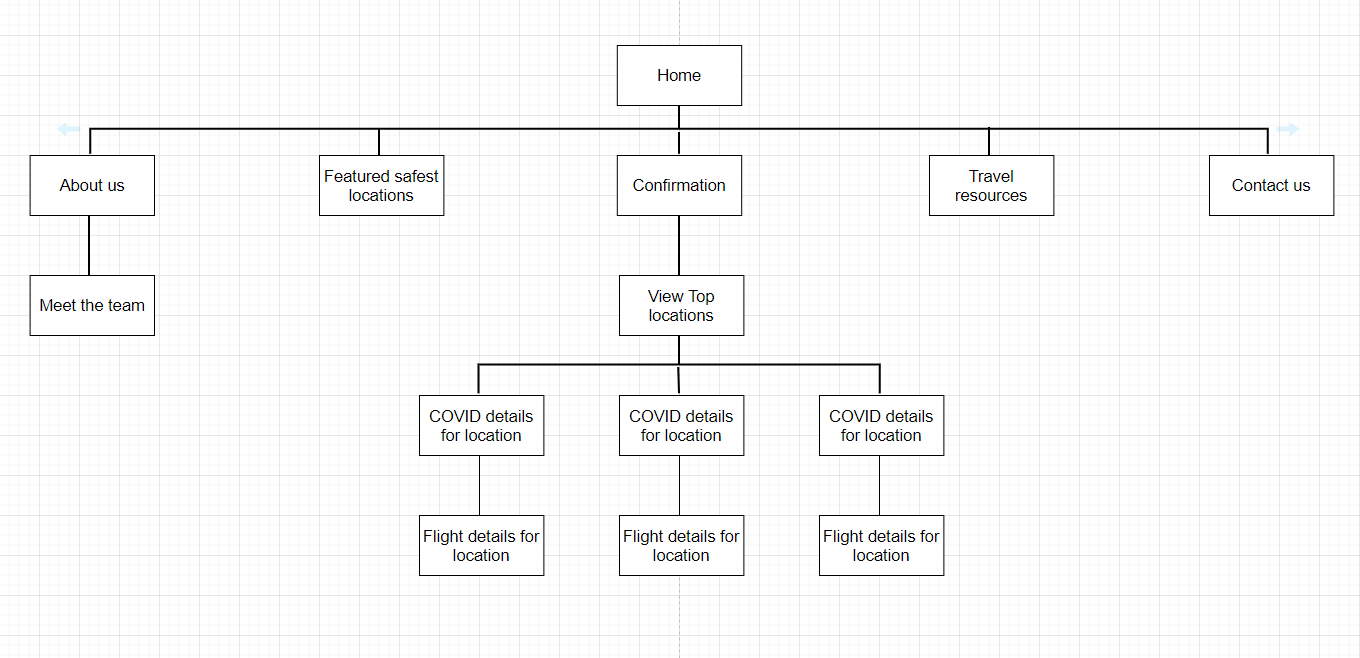 Home
About us
Featured safest
locations
Confirmation
Travel
resources
Contact us
Meet the team
View Top
locations
COVID details
for location
COVID details
for location
COVID details
for location
Flight details for
location
Flight details for
location
Flight details for
location